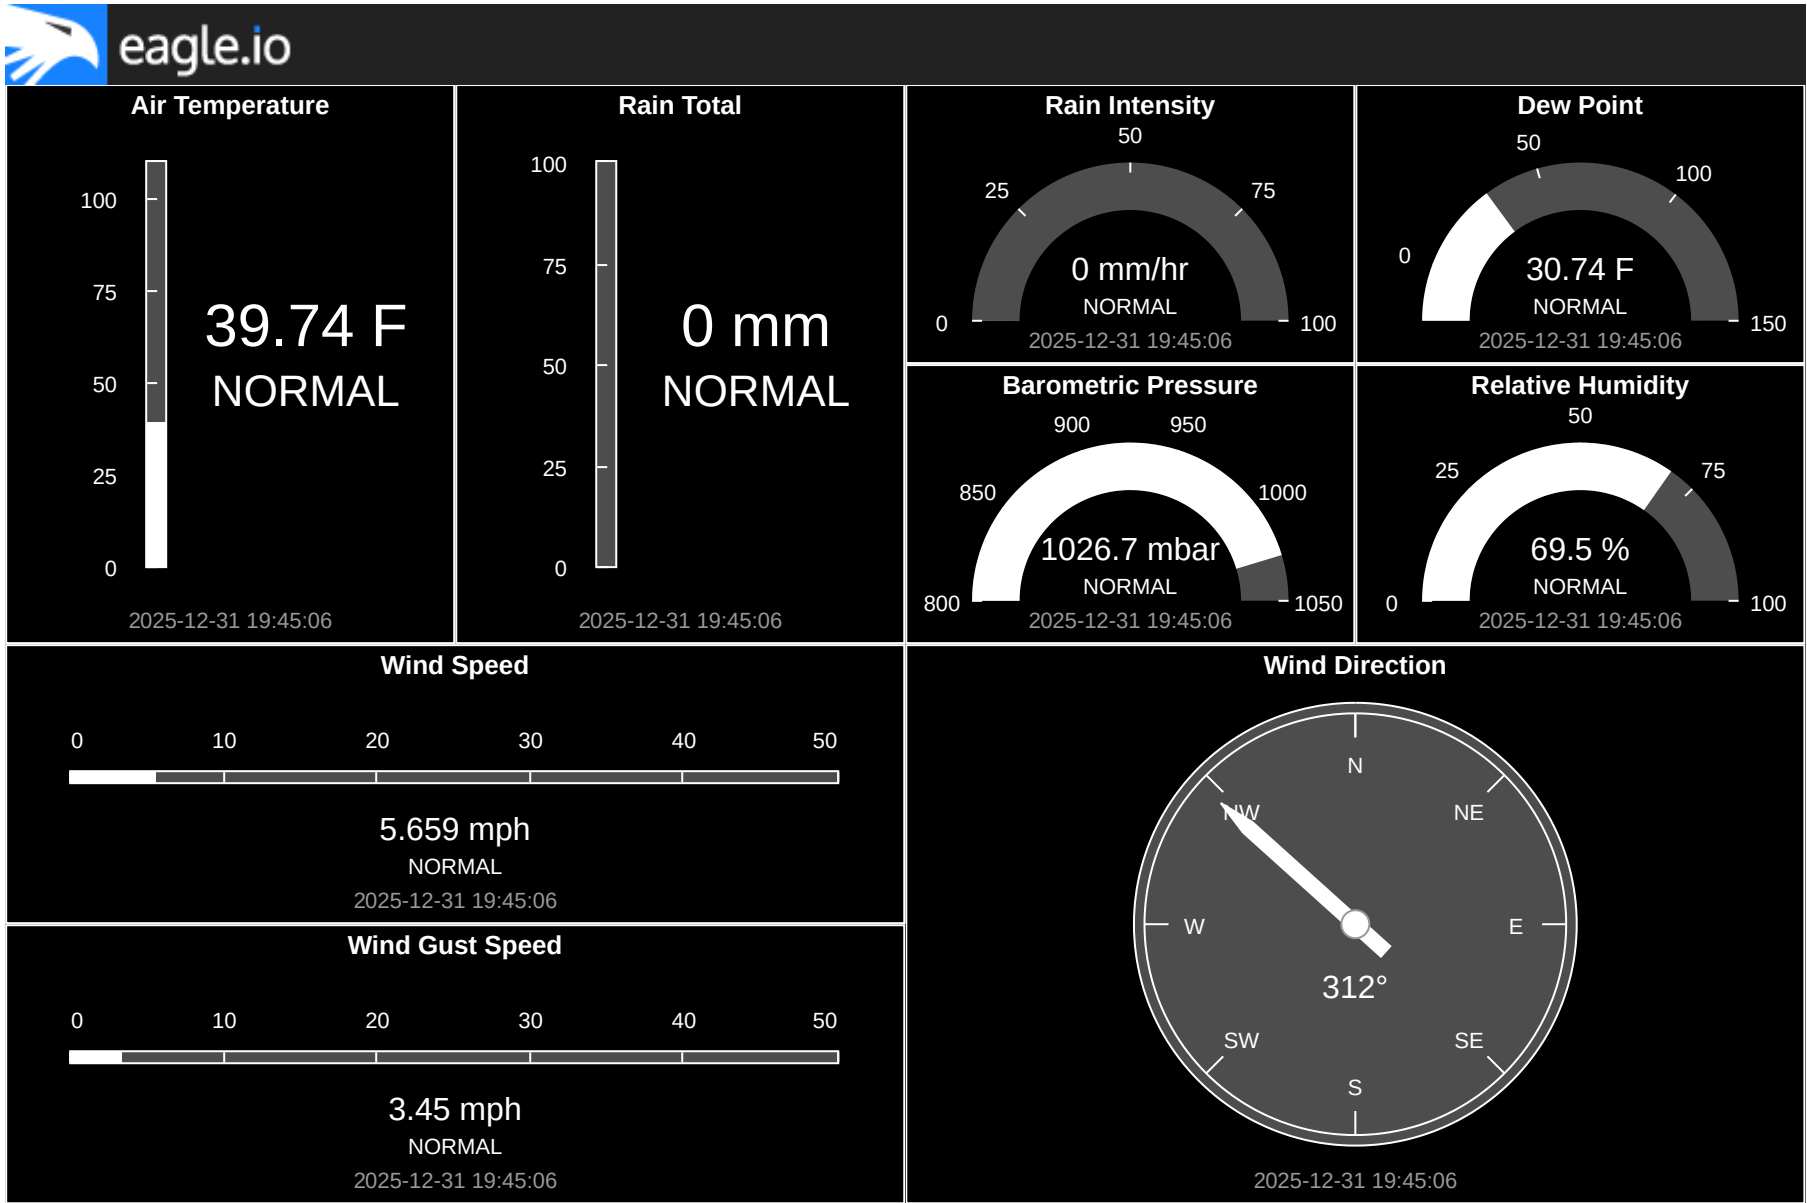 eagle.io
Air Temperature
100
75
50
25
0
39.74 F
NORMAL
2025-12-31 19:45:06
Rain Total
100
75
50
25
0
0 mm
NORMAL
2025-12-31 19:45:06
Rain Intensity
50
25
75
0
100
0 mm/hr
NORMAL
2025-12-31 19:45:06
Dew Point
50
100
0
150
30.74 F
NORMAL
2025-12-31 19:45:06
Barometric Pressure
900
950
850
1000
800
1050
1026.7 mbar
NORMAL
2025-12-31 19:45:06
Relative Humidity
50
25
75
0
100
69.5 %
NORMAL
2025-12-31 19:45:06
Wind Speed
0 10 20 30 40 50
5.659 mph
NORMAL
2025-12-31 19:45:06
Wind Gust Speed
0 10 20 30 40 50
3.45 mph
NORMAL
2025-12-31 19:45:06
Wind Direction
N
NW
NE
W
E
312°
SW
SE
S
2025-12-31 19:45:06